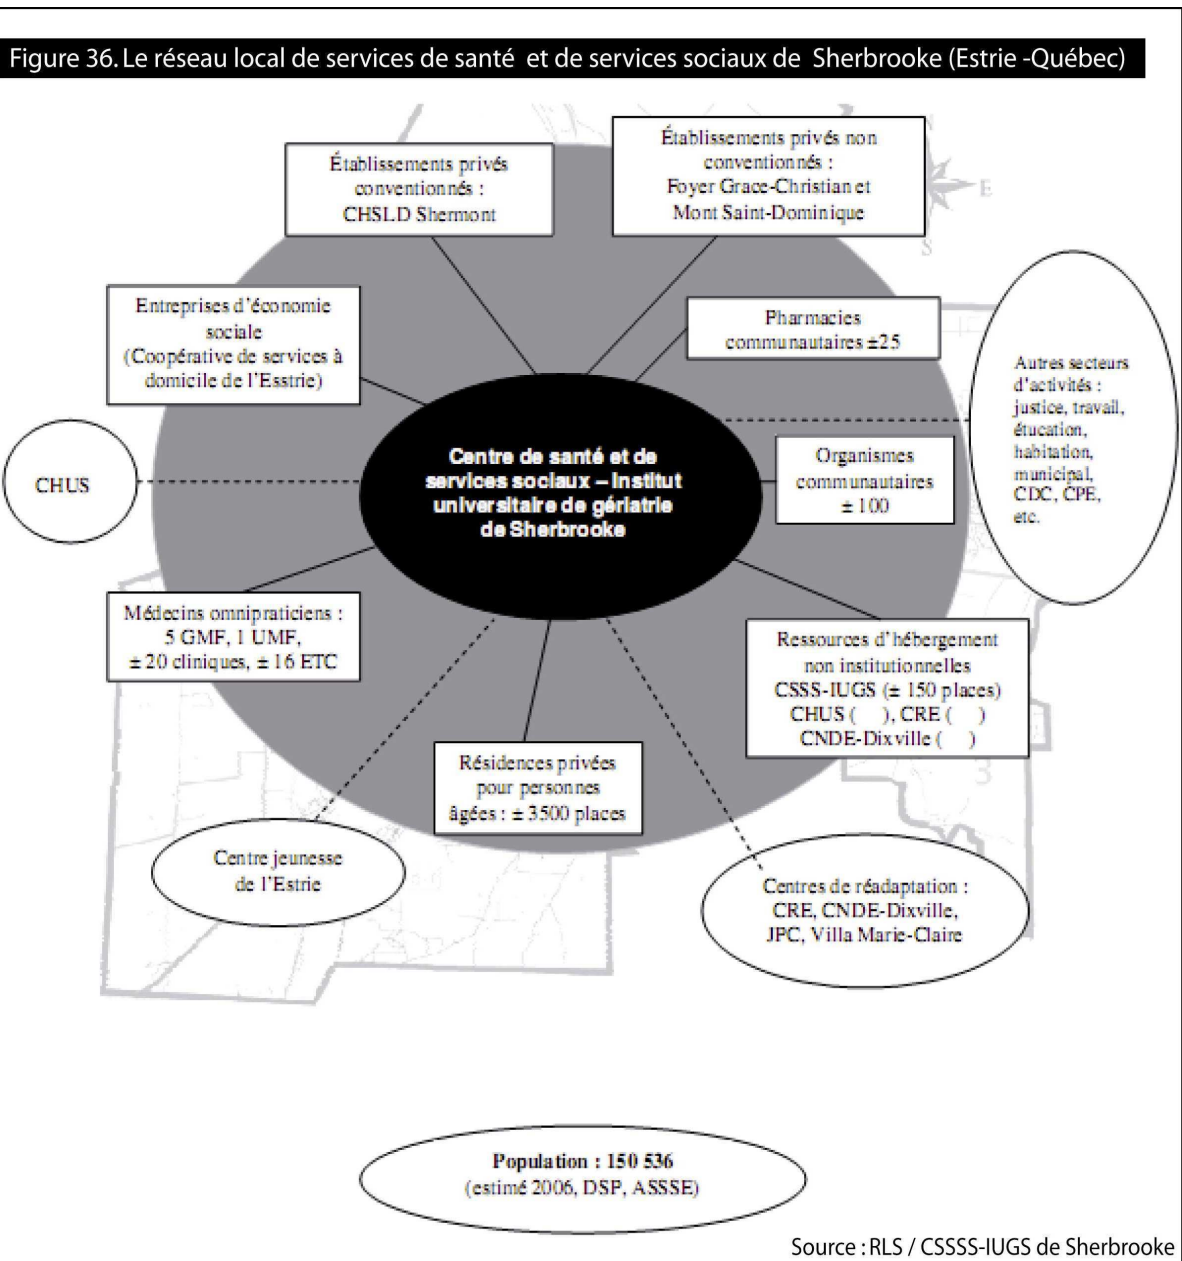 Figure 36. Le réseau local de services de santé et de services sociaux de Sherbrooke (Estrie -Québec)
Établissements privés
conventionnés :
CHSLD Shermont
Établissements privés non
conventionnés :
Foyer Grace-Christian et
Mont Saint-Dominique
E
S
Entreprises d'économie
sociale
(Coopérative de services à
domicile de l'Esstrie)
Pharmacies
communautaires ±25
Autres secteurs
d'activités :
justice, travail,
étucation,
habitation,
municipal,
CDC, CPE,
etc.
CHUS
Centre de santé et de
services sociaux – Institut
universitaire de gériatrie
de Sherbrooke
Organismes
communautaires
± 100
Médecins omnipraticiens :
5 GMF, 1 UMF,
± 20 cliniques, ± 16 ETC
Ressources d'hébergement
non institutionnelles
CSSS-IUGS (± 150 places)
CHUS ( ), CRE ( )
CNDE-Dixville ( )
Résidences privées
pour personnes
âgées : ± 3500 places
Centre jeunesse
de l'Estrie
Centres de réadaptation :
CRE, CNDE-Dixville,
JPC, Villa Marie-Claire
Population : 150 536
(estimé 2006, DSP, ASSSE)
Source : RLS / CSSSS-IUGS de Sherbrooke